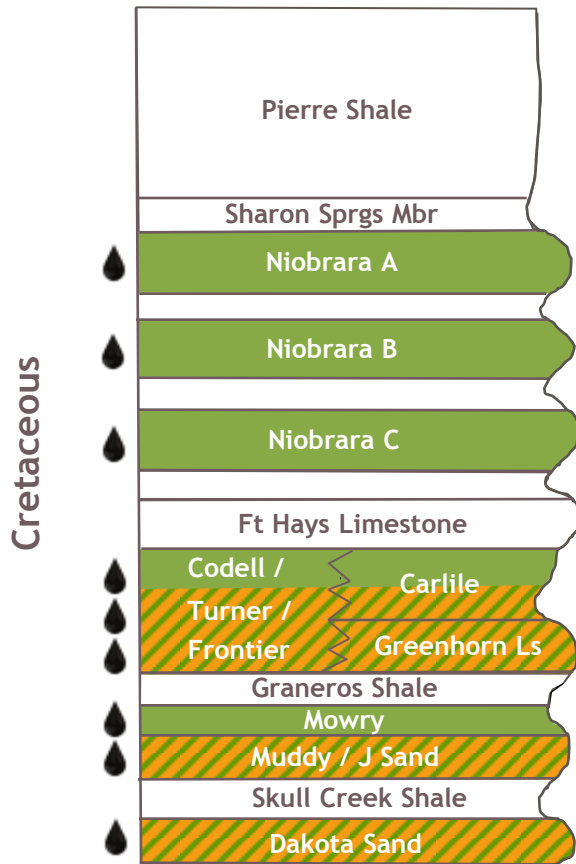 Cretaceous
Pierre Shale
Sharon Sprgs Mbr
Niobrara A
Niobrara B
Niobrara C
Ft Hays Limestone
Codell /
Turner /
Frontier
Carlile
Greenhorn Ls
Graneros Shale
Mowry
Muddy / J Sand
Skull Creek Shale
Dakota Sand